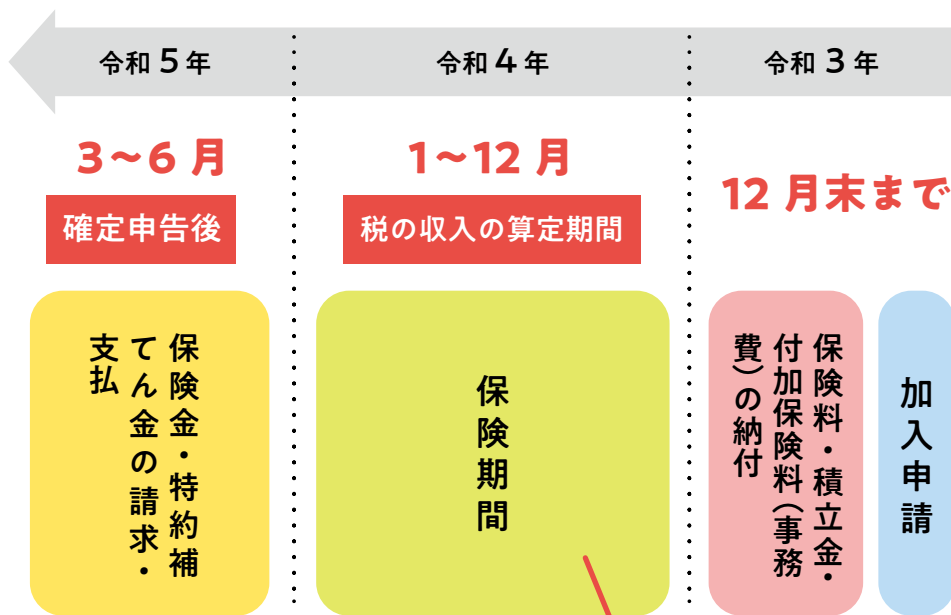 令和 3 年
令和 4 年
令和 5 年
12 月末まで
1～12 月
税の収入の算定期間
3～6 月
確定申告後
加入申請
保険料・積立金・
付加保険料（事務
費）の納付
保険期間
保険金・特約補
てん金の請求・
支払